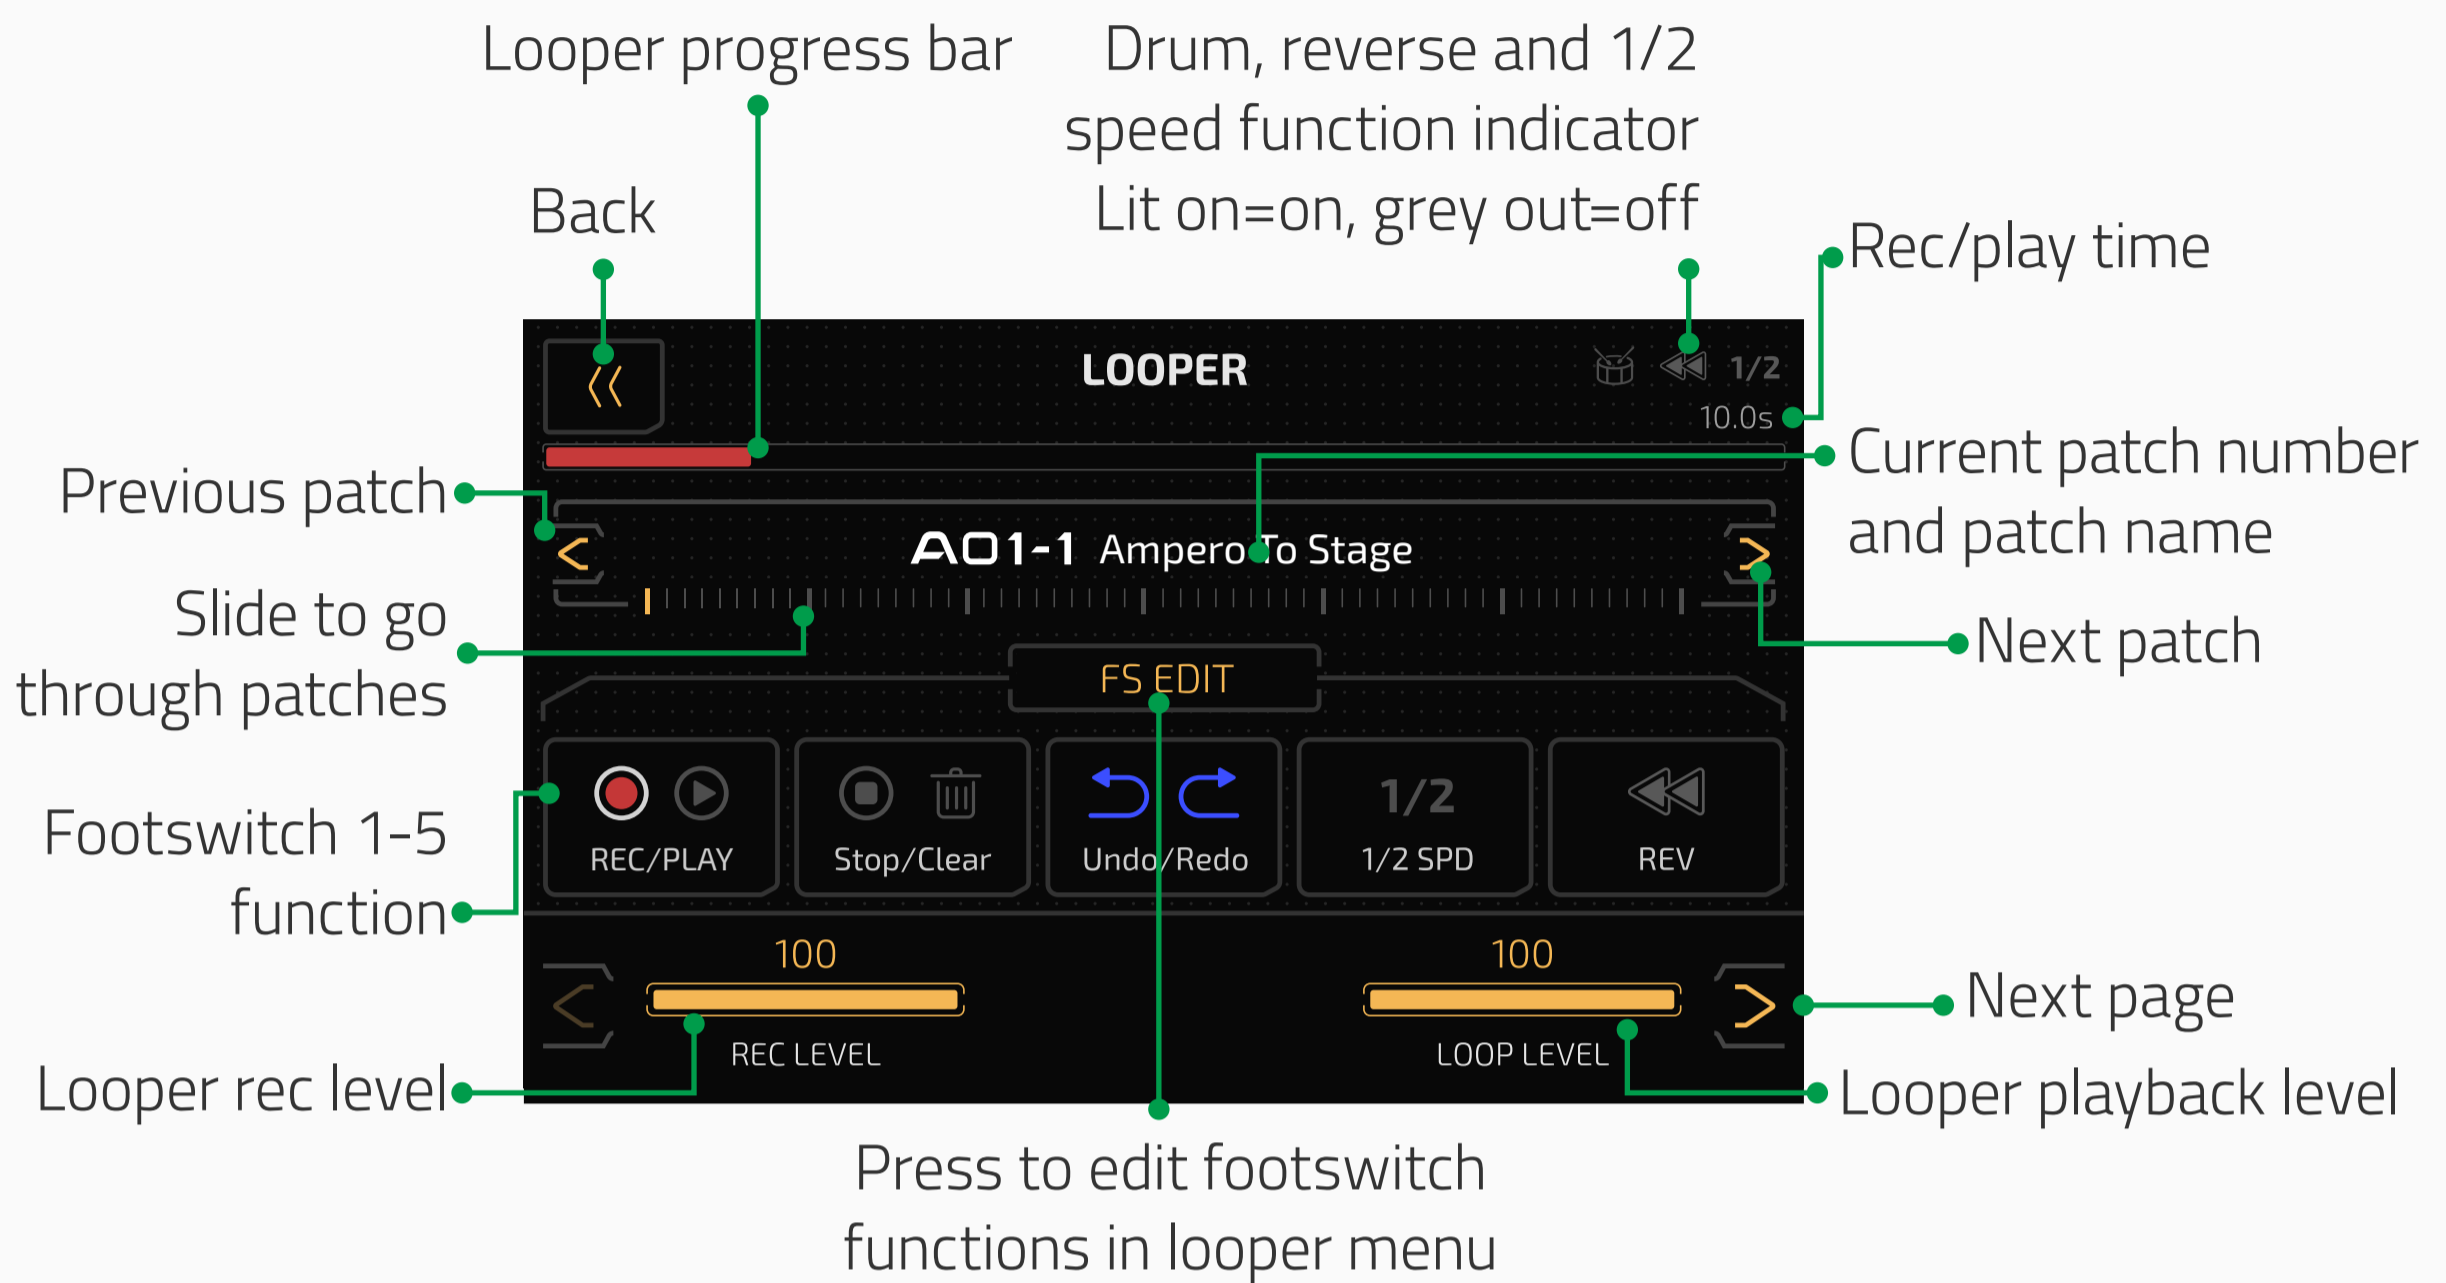 Looper progress bar
Drum, reverse and 1/2
speed function indicator
Lit on=on, grey out=off
Back
Rec/play time
LOOPER
1/2
10.0s
Current patch number
and patch name
Previous patch
A01-1 Ampero To Stage
Slide to go
through patches
Next patch
FS EDIT
Footswitch 1-5
function
1/2
REC/PLAY
Stop/Clear
Undo/Redo
1/2 SPD
REV
100
100
Next page
REC LEVEL
LOOP LEVEL
Looper rec level
Looper playback level
Press to edit footswitch
functions in looper menu